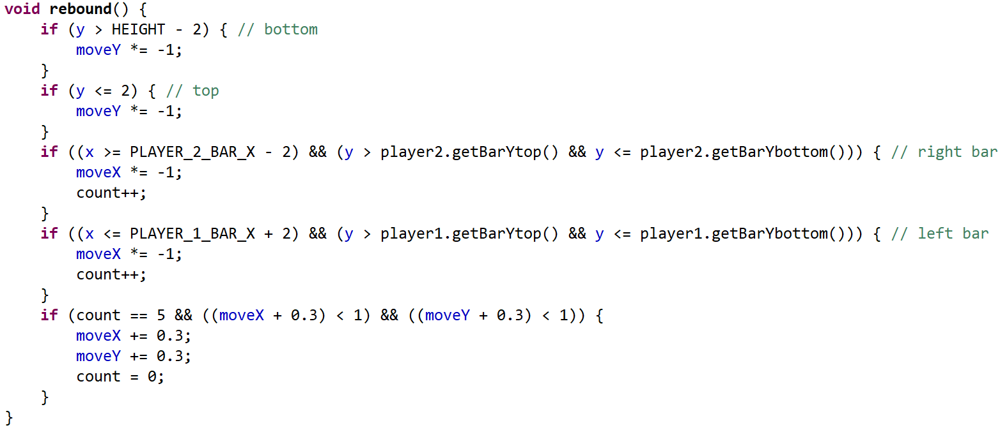 void rebound() {
    if (y > HEIGHT - 2) { // bottom
        moveY *= -1;
    }
    if (y <= 2) { // top
        moveY *= -1;
    }
    if ((x >= PLAYER_2_BAR_X - 2) && (y > player2.getBarYtop() && y <= player2.getBarYbottom())) { // right bar
        moveX *= -1;
        count++;
    }
    if ((x <= PLAYER_1_BAR_X + 2) && (y > player1.getBarYtop() && y <= player1.getBarYbottom())) { // left bar
        moveX *= -1;
        count++;
    }
    if (count == 5 && ((moveX + 0.3) < 1) && ((moveY + 0.3) < 1)) {
        moveX += 0.3;
        moveY += 0.3;
        count = 0;
    }
}